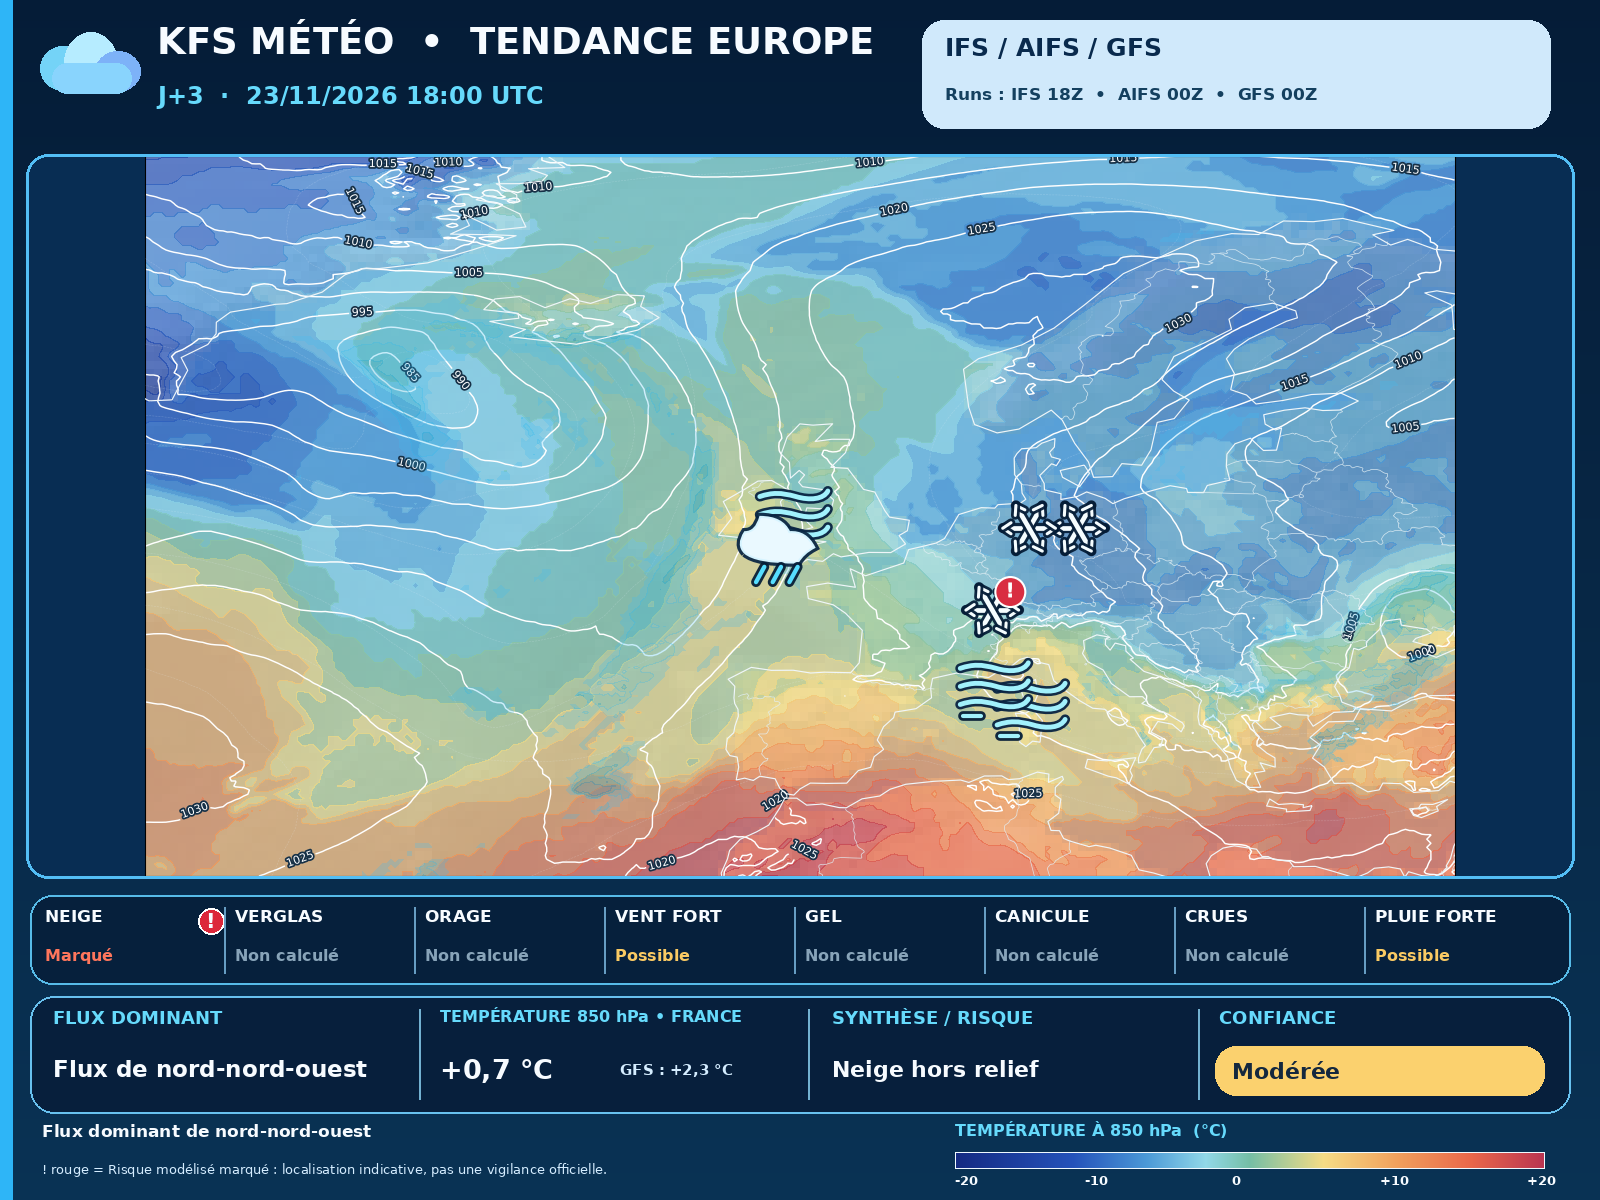 KFS MÉTÉO • TENDANCE EUROPE
J+3 · 23/11/2026 18:00 UTC
IFS / AIFS / GFS
Runs : IFS 18Z • AIFS 00Z • GFS 00Z
1015
1015
1010
1010
1015
1015
1015
1010
1010
1020
1025
1010
1005
995
1030
985
990
1010
1015
1005
1000
!
1005
1000
1030
1020
1025
1025
1020
1025
NEIGE
!
VERGLAS
ORAGE
VENT FORT
GEL
CANICULE
CRUES
PLUIE FORTE
Marqué
Non calculé
Non calculé
Possible
Non calculé
Non calculé
Non calculé
Possible
FLUX DOMINANT
TEMPÉRATURE 850 hPa • FRANCE
SYNTHÈSE / RISQUE
CONFIANCE
Flux de nord-nord-ouest
+0,7 °C
GFS : +2,3 °C
Neige hors relief
Modérée
Flux dominant de nord-nord-ouest
! rouge = Risque modélisé marqué : localisation indicative, pas une vigilance officielle.
TEMPÉRATURE À 850 hPa (°C)
-20
-10
0
+10
+20